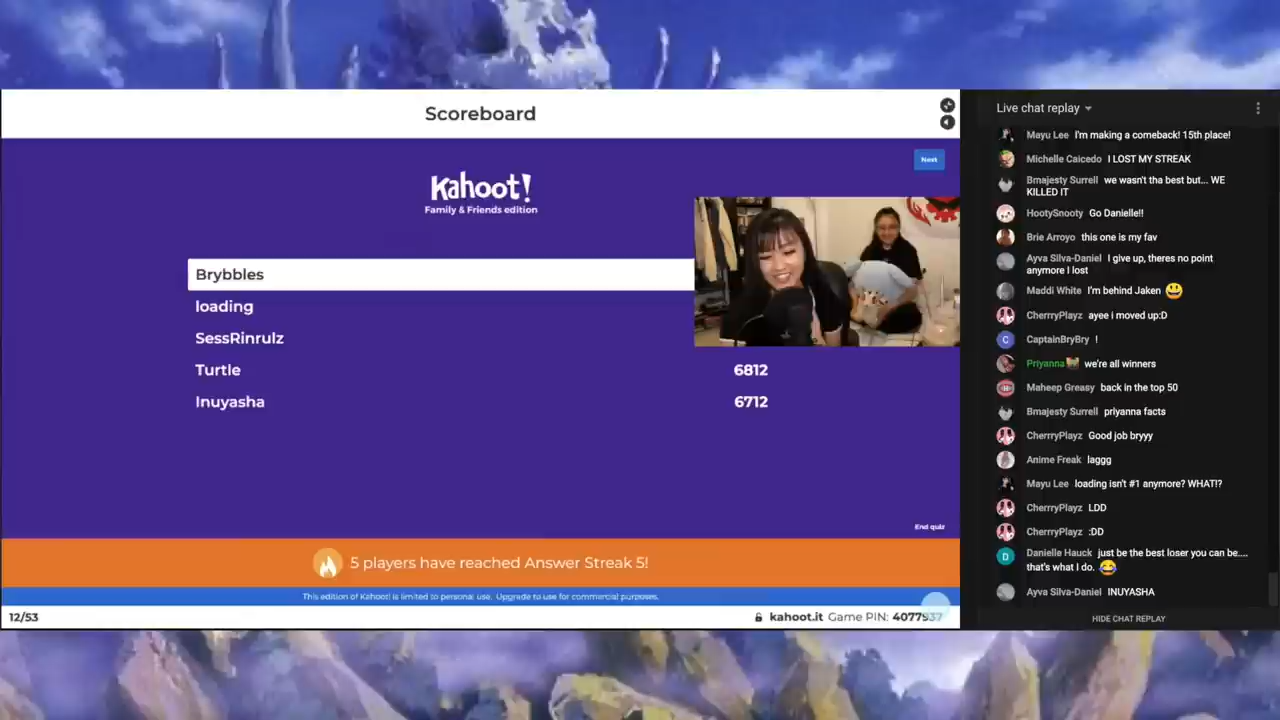 Scoreboard
Next
Kahoot!
Family & Friends edition
Brybbles
loading
SessRinrulz
Turtle 6812
Inuyasha 6712
End quiz
5 players have reached Answer Streak 5!
This edition of Kahoot! is limited to personal use. Upgrade to use for commercial purposes.
12/53
kahoot.it Game PIN: 4077937
Live chat replay
Mayu Lee I'm making a comeback! 15th place!
Michelle Caicedo I LOST MY STREAK
Bmajesty Surrell we wasn't tha best but... WE
KILLED IT
HootySnooty Go Danielle!!
Brie Arroyo this one is my fav
Ayva Silva-Daniel I give up, theres no point
anymore I lost
Maddi White I'm behind Jaken 😃
CherrryPlayz ayee i moved up:D
C
CaptainBryBry !
Priyanna we're all winners
Maheep Greasy back in the top 50
Bmajesty Surrell priyanna facts
CherrryPlayz Good job bryyy
Anime Freak laggg
Mayu Lee loading isn't #1 anymore? WHAT!?
CherrryPlayz LDD
CherrryPlayz :DD
D
Danielle Hauck just be the best loser you can be....
that's what I do. 😂
Ayva Silva-Daniel INUYASHA
HIDE CHAT REPLAY